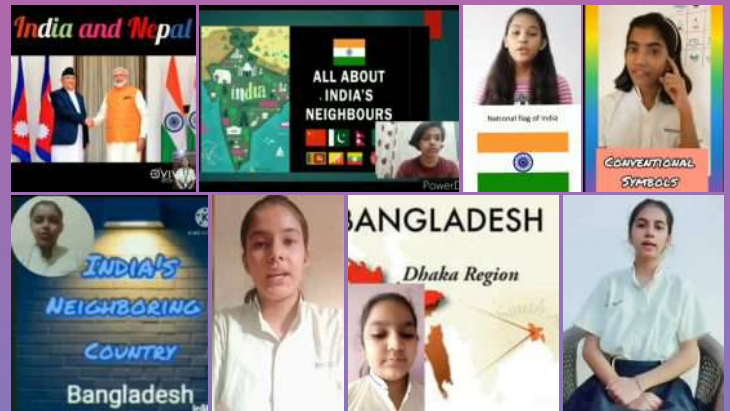 India and Nepal
india
ALL ABOUT
INDIA'S
NEIGHBOURS
National flag of India
CONVENTIONAL
SYMBOLS
INDIA'S
NEIGHBORING
COUNTRY
Bangladesh
BANGLADESH
Dhaka Region